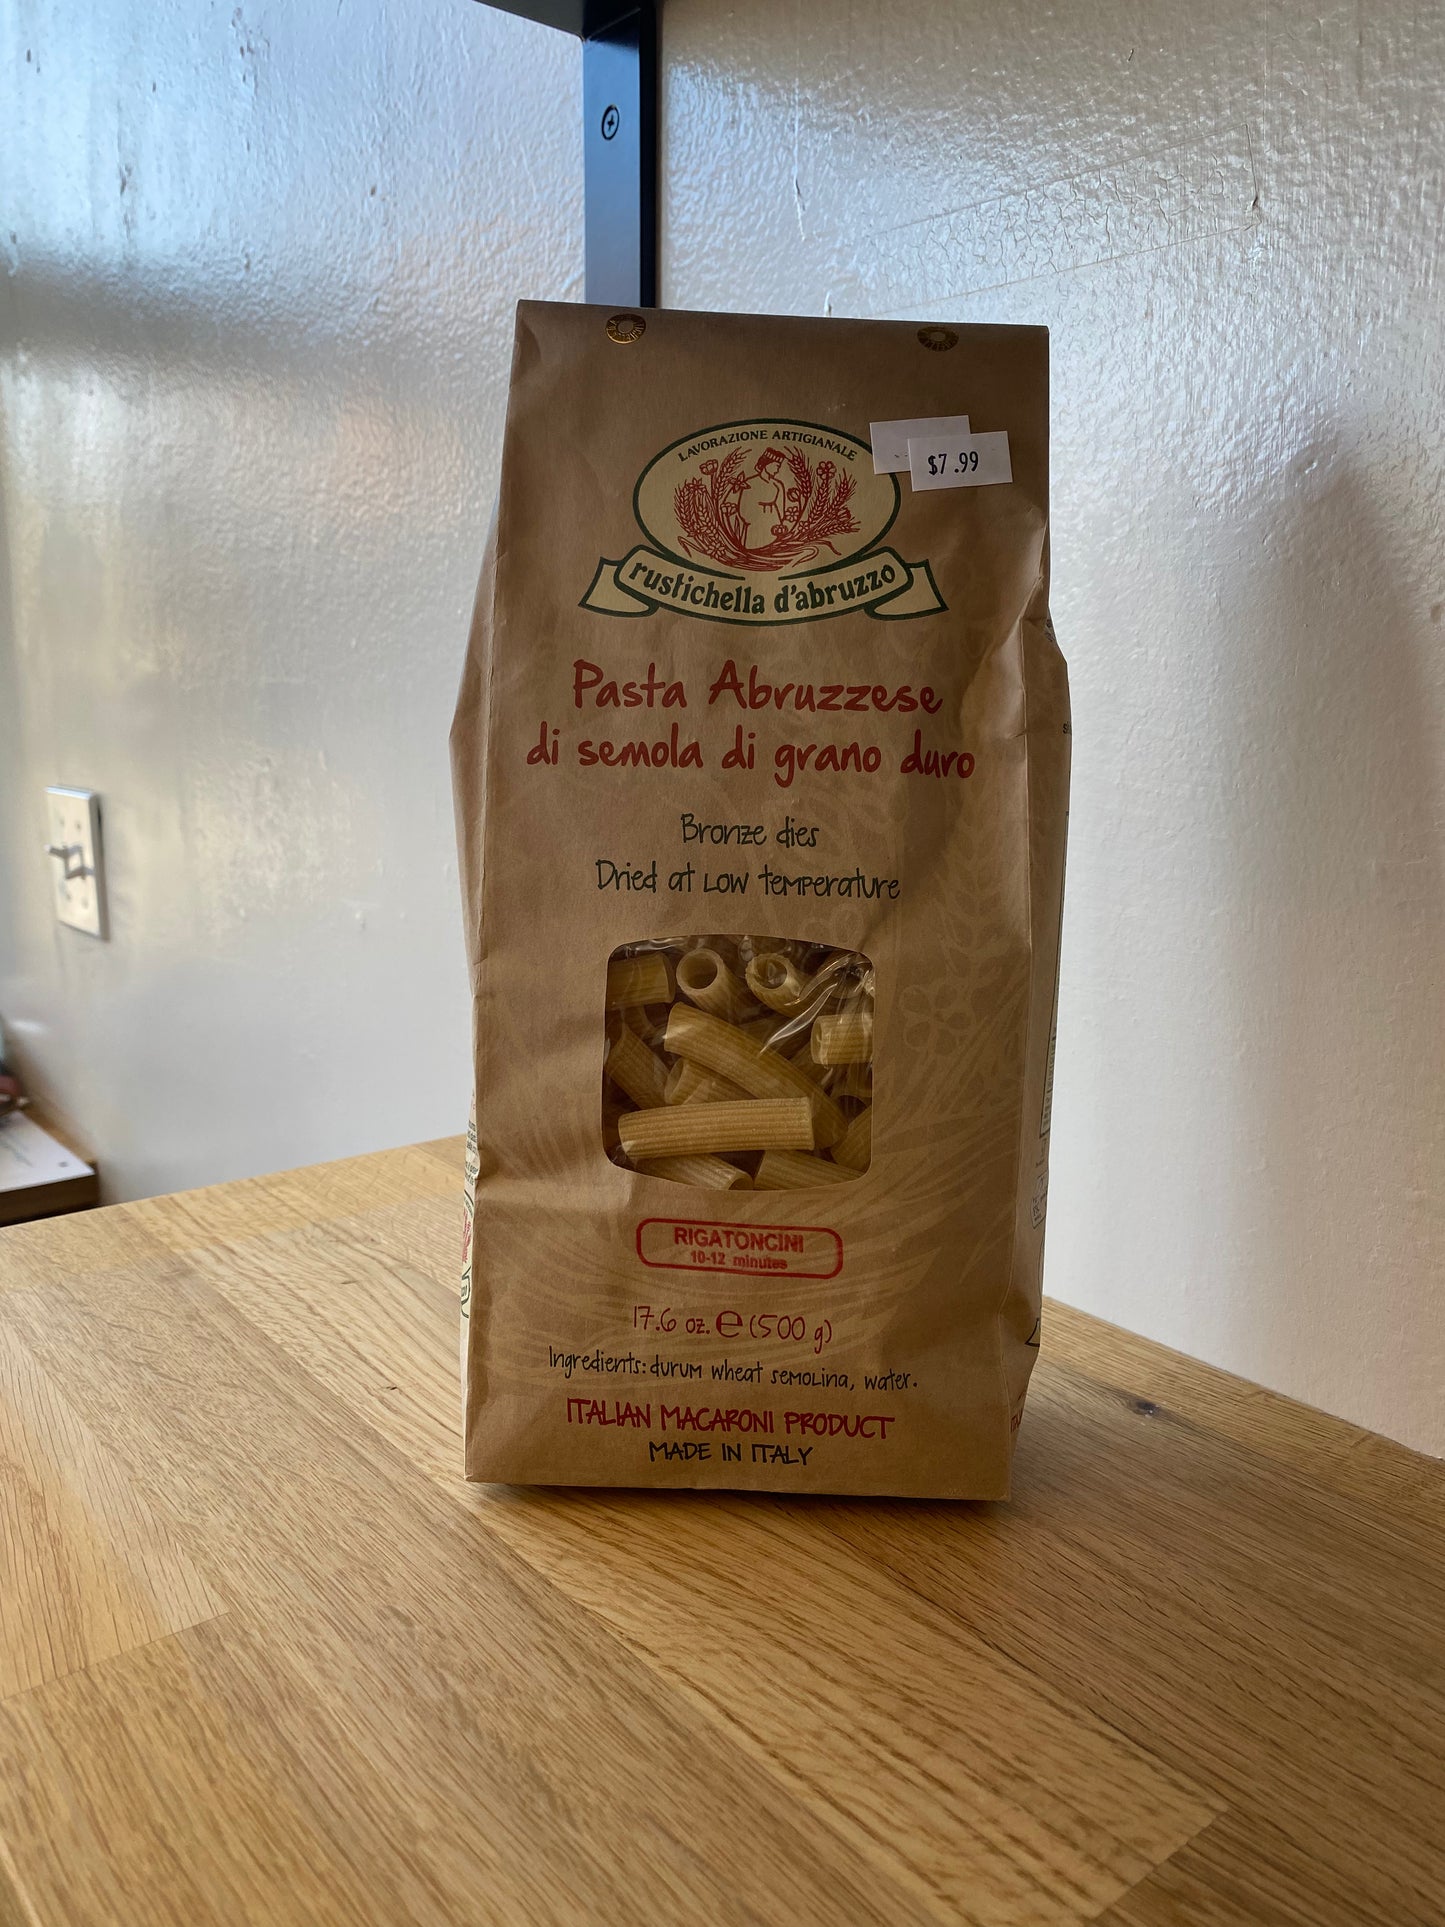 LAVORAZIONE ARTIGIANALE
$7.99
rustichella d'abruzzo
Pasta Abruzzese
di semola di grano duro
Bronze dies
Dried at low temperature
RIGATONCINI
10-12 minutes
17.6 oz. e (500 g)
Ingredients: durum wheat semolina, water.
ITALIAN MACARONI PRODUCT
MADE IN ITALY